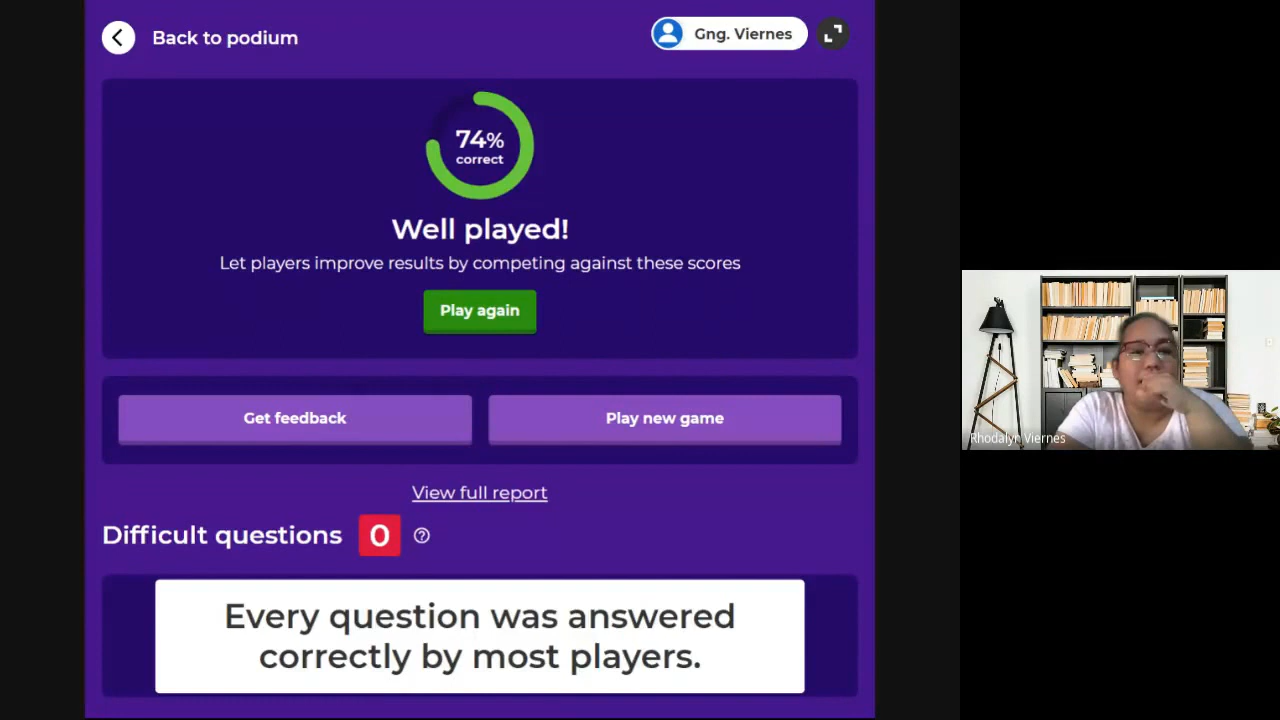 Back to podium
Gng. Viernes
74%
correct
Well played!
Let players improve results by competing against these scores
Play again
Get feedback
Play new game
View full report
Difficult questions 0
Every question was answered
correctly by most players.
Rhodalyn Viernes